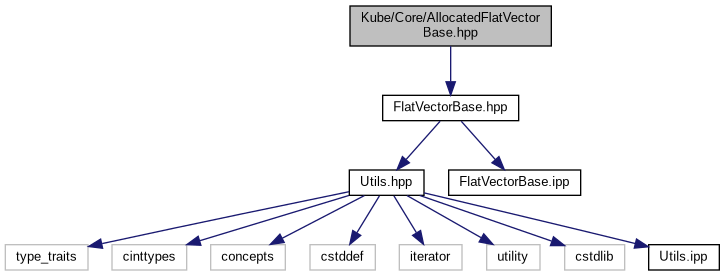 Kube/Core/AllocatedFlatVector
Base.hpp
FlatVectorBase.hpp
Utils.hpp
FlatVectorBase.ipp
type_traits
cinttypes
concepts
cstddef
iterator
utility
cstdlib
Utils.ipp